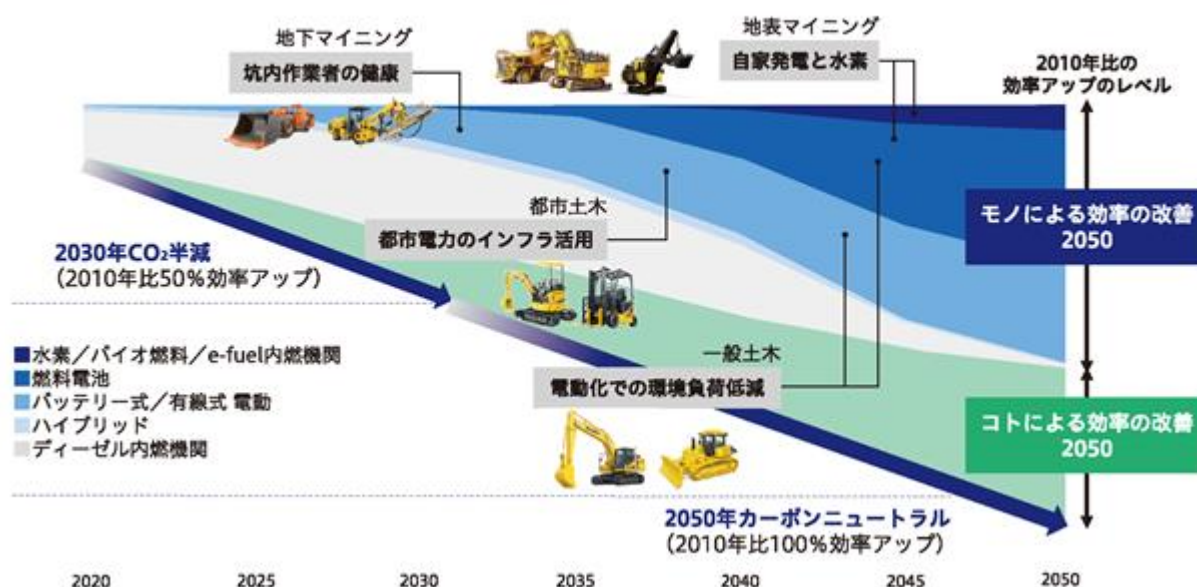 地下マイニング
坑内作業者の健康
地表マイニング
自家発電と水素
2010年比の
効率アップのレベル
都市土木
都市電力のインフラ活用
モノによる効率の改善
2050
2030年CO₂半減
（2010年比50％効率アップ）
■水素／バイオ燃料／e-fuel内燃機関
■燃料電池
■バッテリー式／有線式 電動
■ハイブリッド
■ディーゼル内燃機関
一般土木
電動化での環境負荷低減
コトによる効率の改善
2050
2050年カーボンニュートラル
（2010年比100％効率アップ）
2020 2025 2030 2035 2040 2045 2050